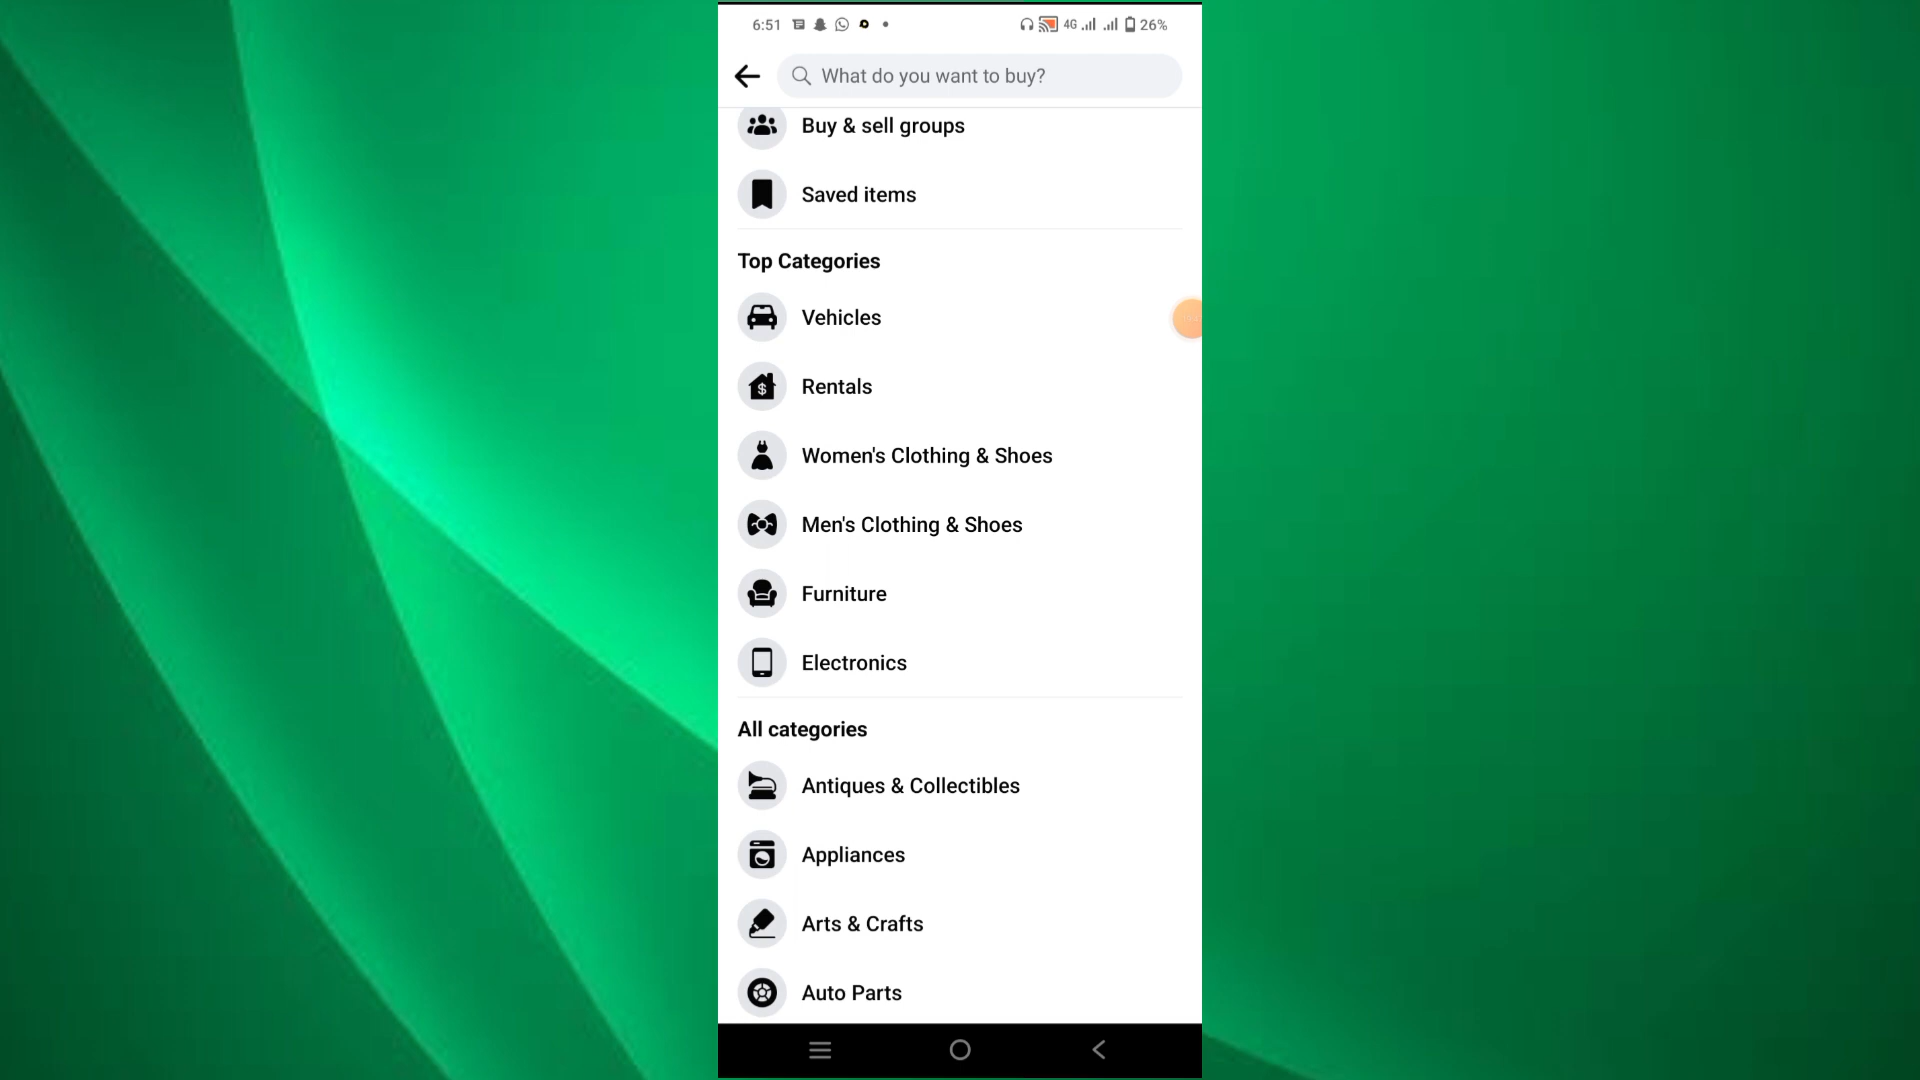 6:51 4G 26%
What do you want to buy?
Buy & sell groups
Saved items
Top Categories
Vehicles
$ Rentals
Women's Clothing & Shoes
Men's Clothing & Shoes
Furniture
Electronics
All categories
Antiques & Collectibles
Appliances
Arts & Crafts
Auto Parts